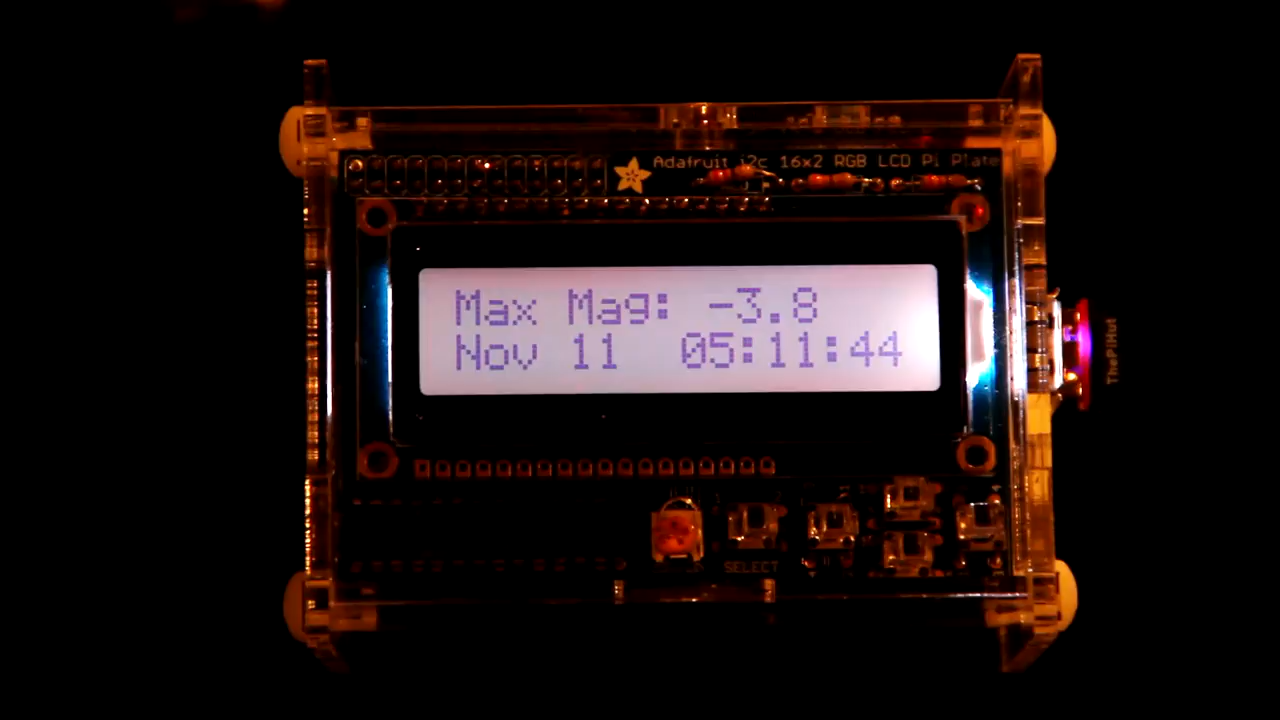 Adafruit i2c 16x2 RGB LCD Pi Plate
Max Mag: -3.8
Nov 11 05:11:44
ThePiHut
SELECT